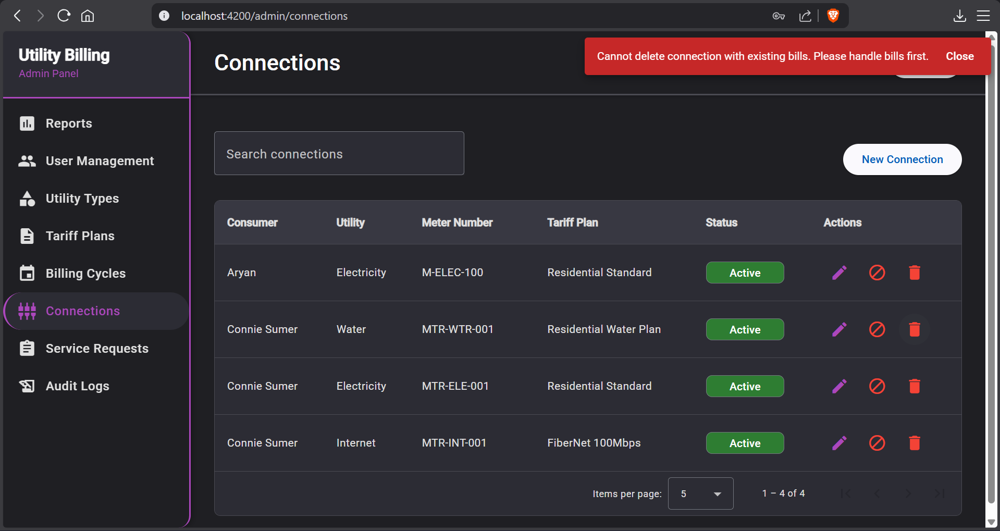 localhost:4200/admin/connections
Utility Billing
Admin Panel
Connections
Cannot delete connection with existing bills. Please handle bills first. Close
Reports
User Management
Utility Types
Tariff Plans
Billing Cycles
Connections
Service Requests
Audit Logs
Search connections
New Connection
Consumer Utility Meter Number Tariff Plan Status Actions
Aryan Electricity M-ELEC-100 Residential Standard Active
Connie Sumer Water MTR-WTR-001 Residential Water Plan Active
Connie Sumer Electricity MTR-ELE-001 Residential Standard Active
Connie Sumer Internet MTR-INT-001 FiberNet 100Mbps Active
Items per page: 5 1 – 4 of 4